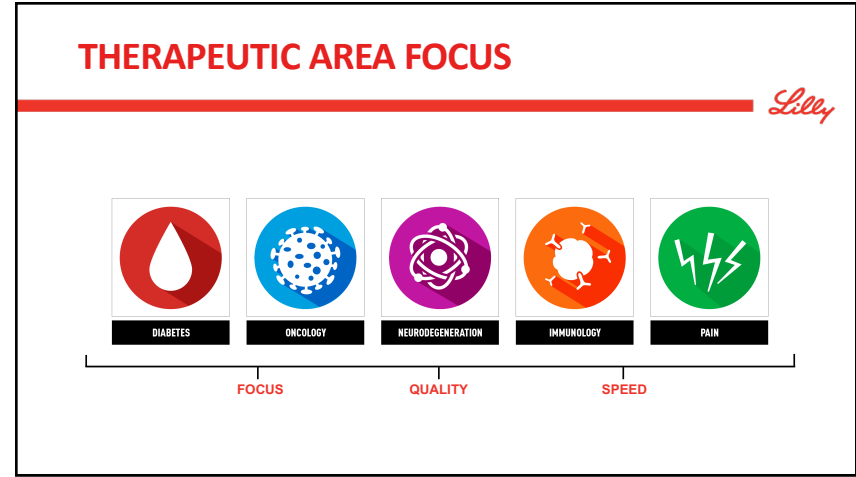 THERAPEUTIC AREA FOCUS
Lilly
DIABETES ONCOLOGY NEURODEGENERATION IMMUNOLOGY PAIN
FOCUS QUALITY SPEED